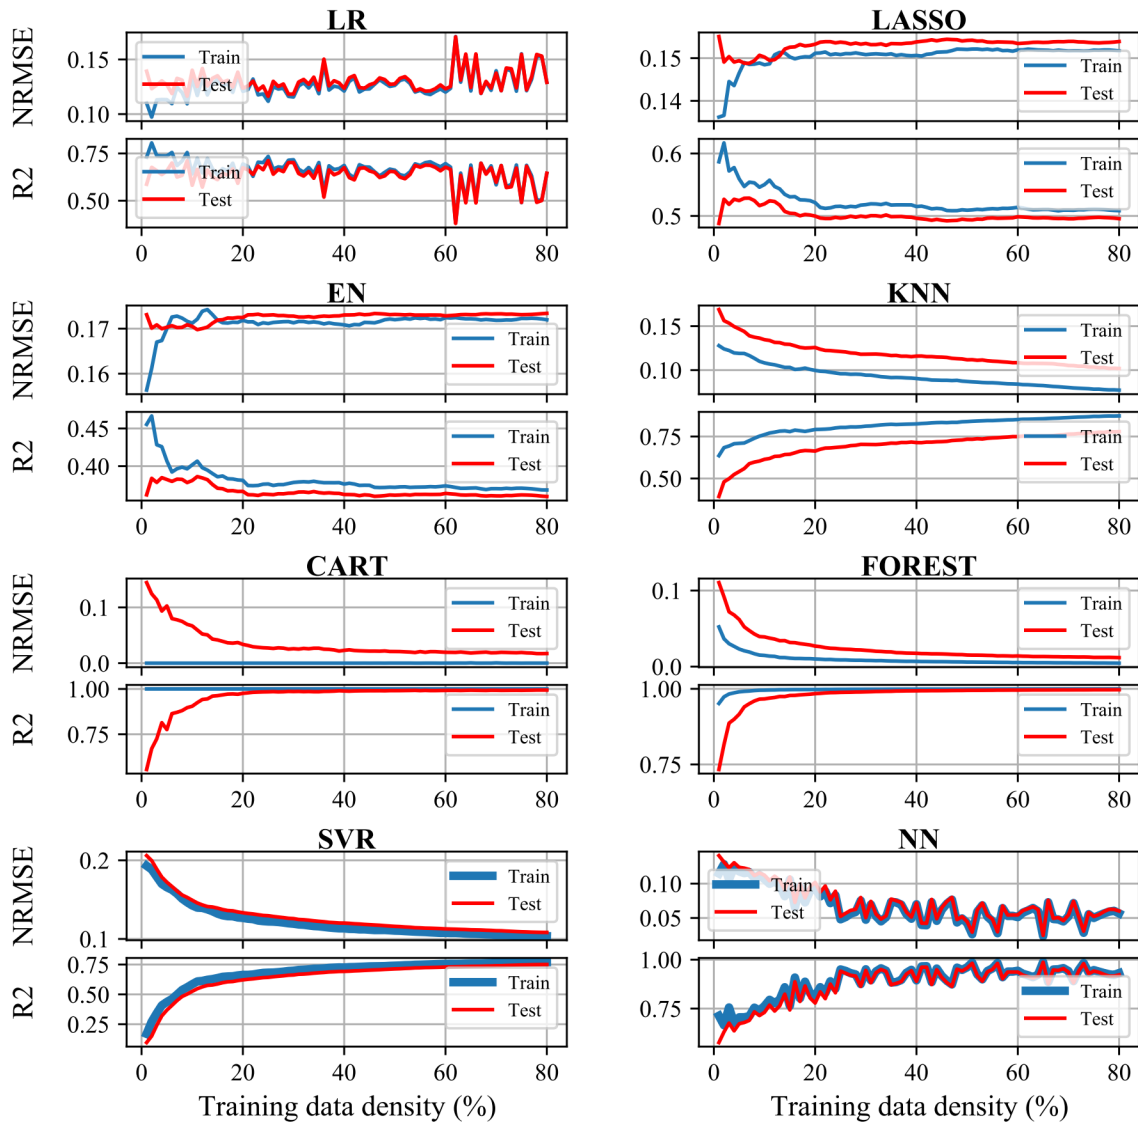 LR
NRMSE
0.15
0.10
Train
Test
R2
0.75
0.50
Train
Test
0 20 40 60 80
LASSO
0.15
0.14
Train
Test
0.6
0.5
Train
Test
0 20 40 60 80
EN
NRMSE
0.17
0.16
Train
Test
R2
0.45
0.40
Train
Test
0 20 40 60 80
KNN
0.15
0.10
Train
Test
0.75
0.50
Train
Test
0 20 40 60 80
CART
NRMSE
0.1
0.0
Train
Test
R2
1.00
0.75
Train
Test
0 20 40 60 80
FOREST
0.1
0.0
Train
Test
1.00
0.75
Train
Test
0 20 40 60 80
SVR
NRMSE
0.2
0.1
Train
Test
R2
0.75
0.50
0.25
Train
Test
0 20 40 60 80
Training data density (%)
NN
0.10
0.05
Train
Test
1.00
0.75
Train
Test
0 20 40 60 80
Training data density (%)